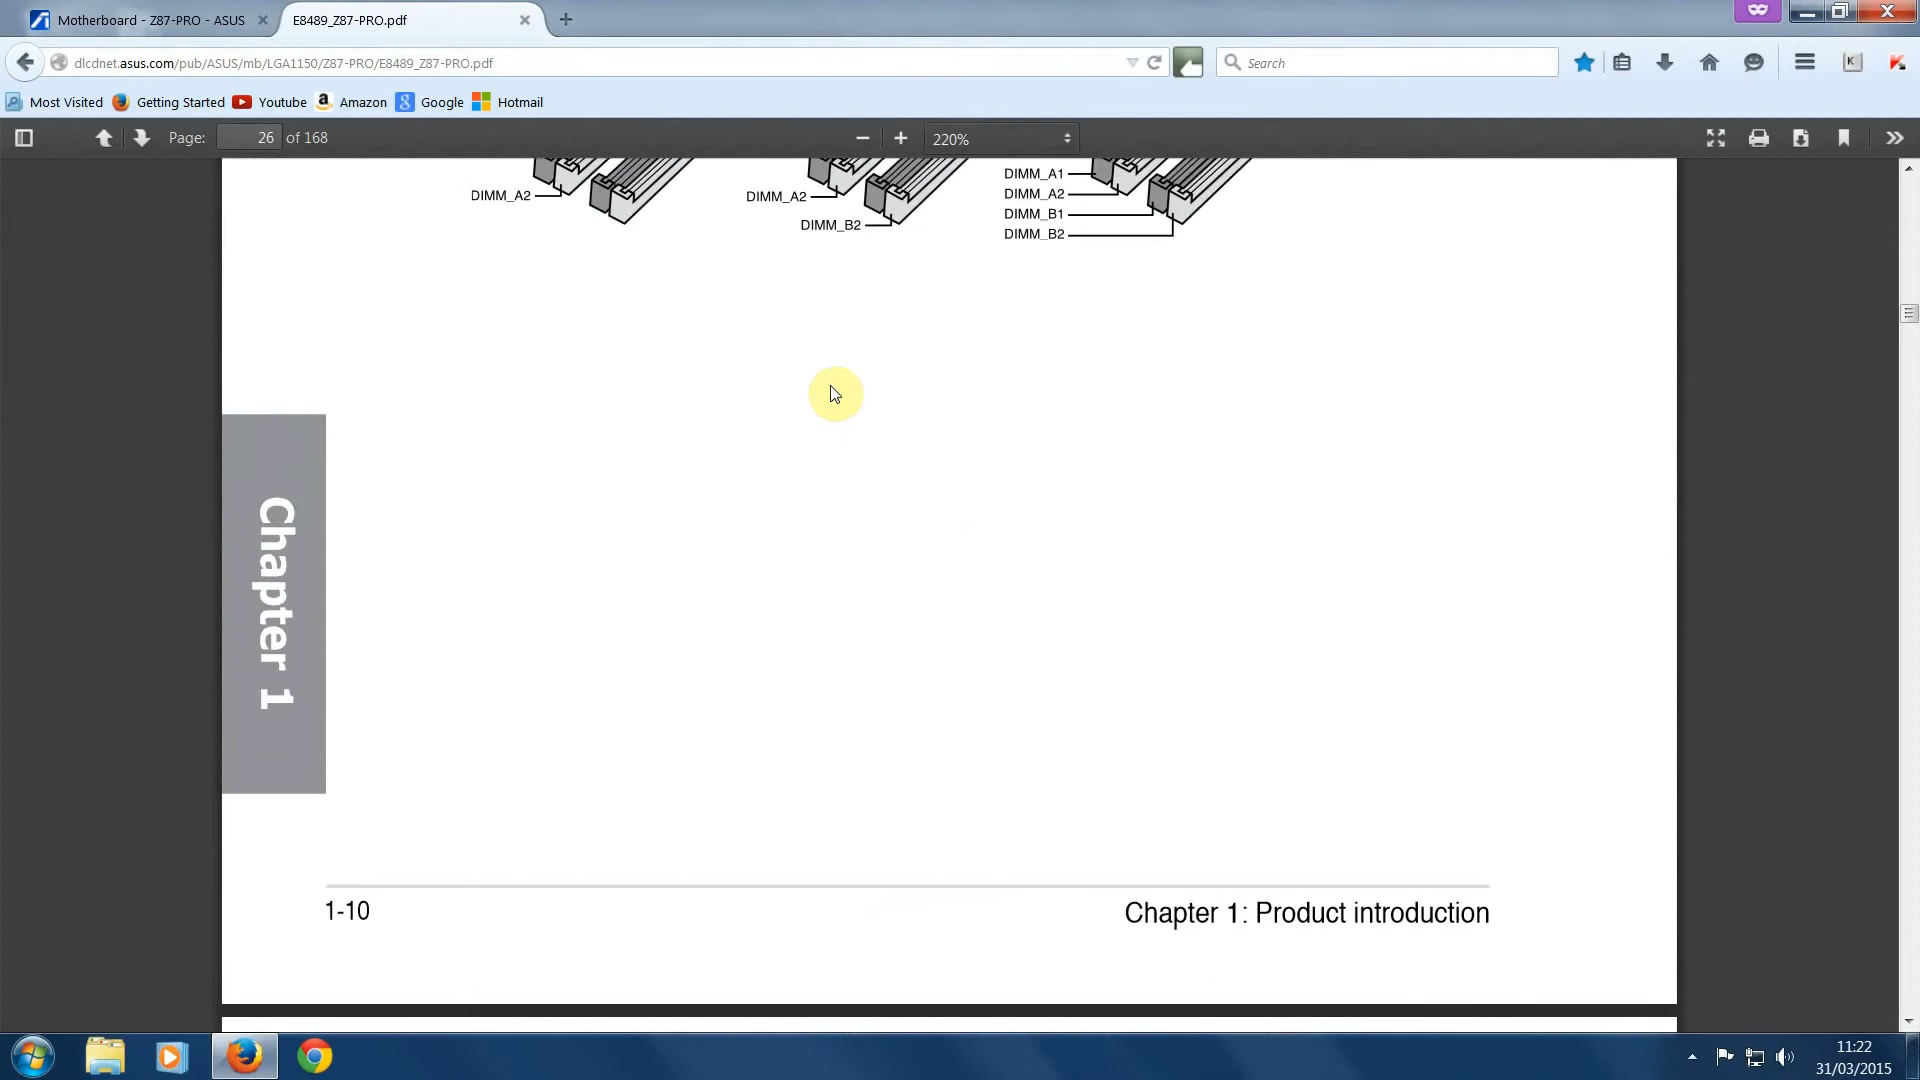 Motherboard - Z87-PRO - ASUS
E8489_Z87-PRO.pdf
dlcdnet.asus.com/pub/ASUS/mb/LGA1150/Z87-PRO/E8489_Z87-PRO.pdf
Search
K
Most Visited
Getting Started
Youtube
Amazon
Google
Hotmail
Page: 26 of 168
220%
DIMM_A2
DIMM_A2
DIMM_B2
DIMM_A1
DIMM_A2
DIMM_B1
DIMM_B2
Chapter 1
1-10
Chapter 1: Product introduction
11:22
31/03/2015